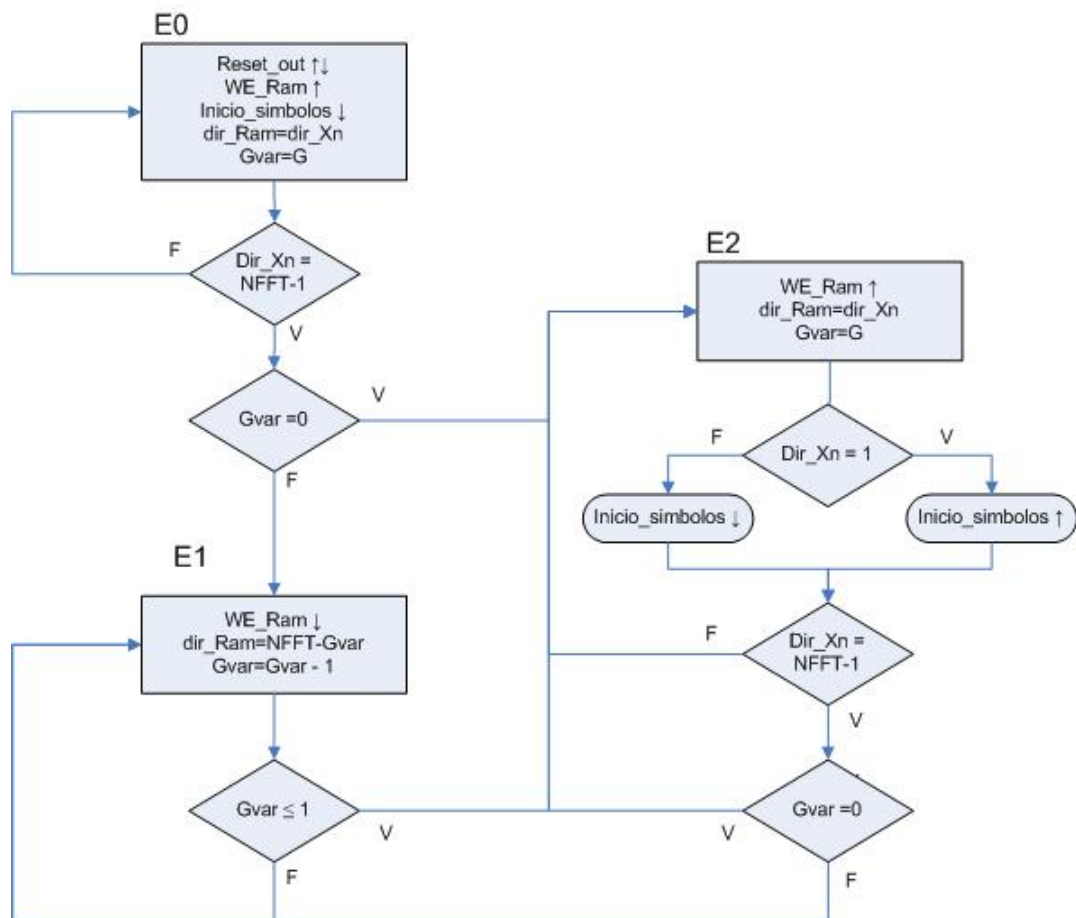 E0
Reset_out ↑↓
WE_Ram ↑
Inicio_simbolos ↓
dir_Ram=dir_Xn
Gvar=G
F
Dir_Xn =
NFFT-1
V
Gvar =0
V
F
E1
WE_Ram ↓
dir_Ram=NFFT-Gvar
Gvar=Gvar - 1
Gvar ≤ 1
V
F
E2
WE_Ram ↑
dir_Ram=dir_Xn
Gvar=G
F
Dir_Xn = 1
V
Inicio_simbolos ↓
Inicio_simbolos ↑
F
Dir_Xn =
NFFT-1
V
Gvar =0
V
F